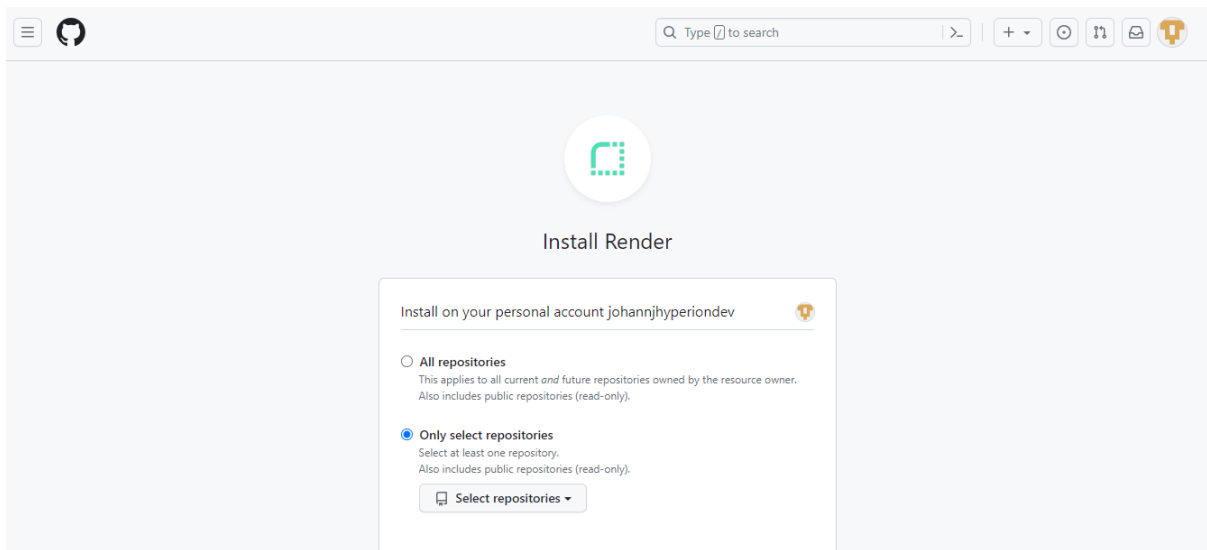 Type / to search
Install Render
Install on your personal account johannjhyperiondev
All repositories
This applies to all current and future repositories owned by the resource owner.
Also includes public repositories (read-only).
Only select repositories
Select at least one repository.
Also includes public repositories (read-only).
Select repositories